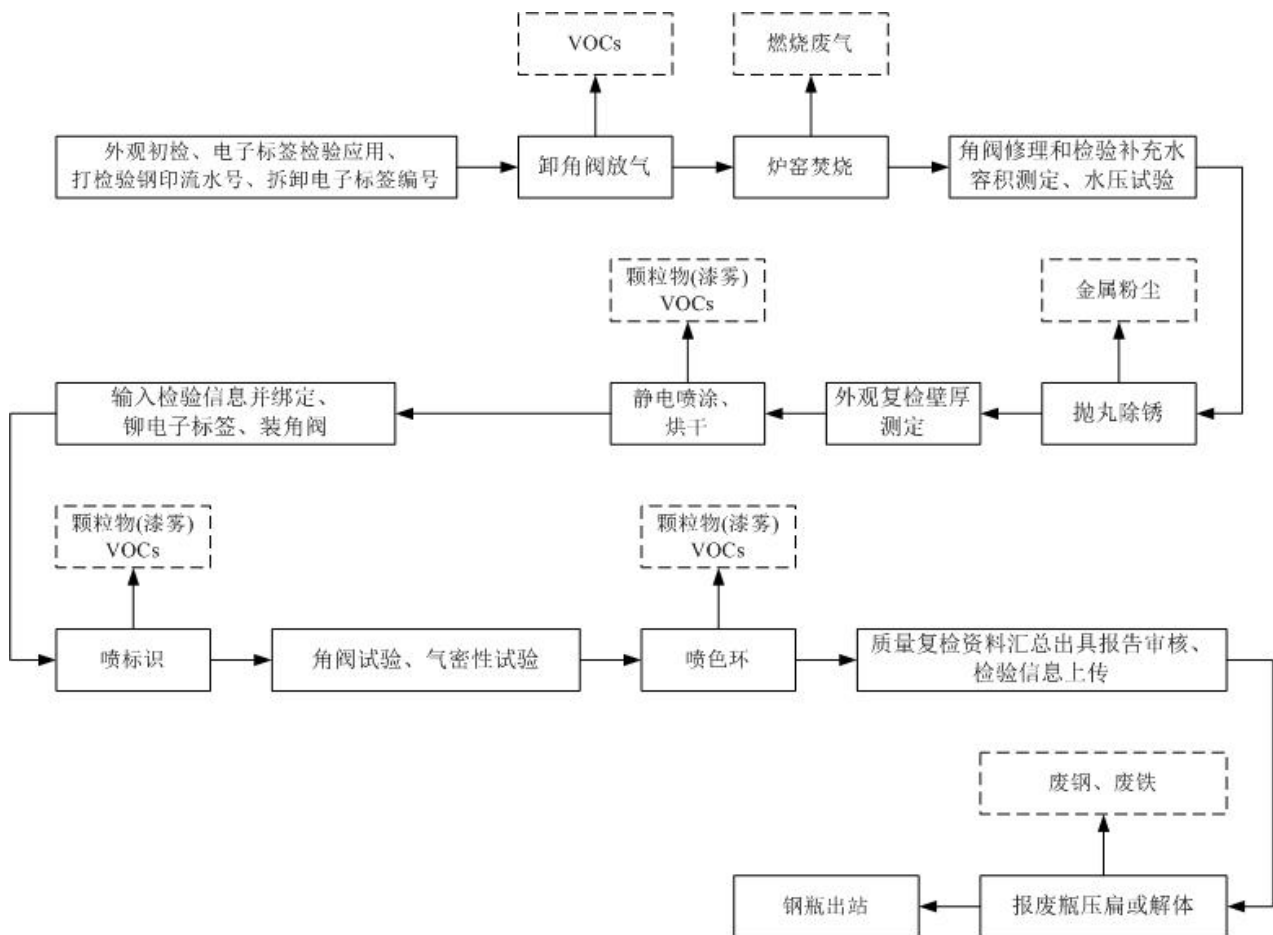 VOCs
燃烧废气
外观初检、电子标签检验应用、
打检验钢印流水号、拆卸电子标签编号
卸角阀放气
炉窑焚烧
角阀修理和检验补充水
容积测定、水压试验
颗粒物(漆雾)
VOCs
金属粉尘
输入检验信息并绑定、
铆电子标签、装角阀
静电喷涂、
烘干
外观复检壁厚
测定
抛丸除锈
颗粒物(漆雾)
VOCs
颗粒物(漆雾)
VOCs
喷标识
角阀试验、气密性试验
喷色环
质量复检资料汇总出具报告审核、
检验信息上传
废钢、废铁
钢瓶出站
报废瓶压扁或解体